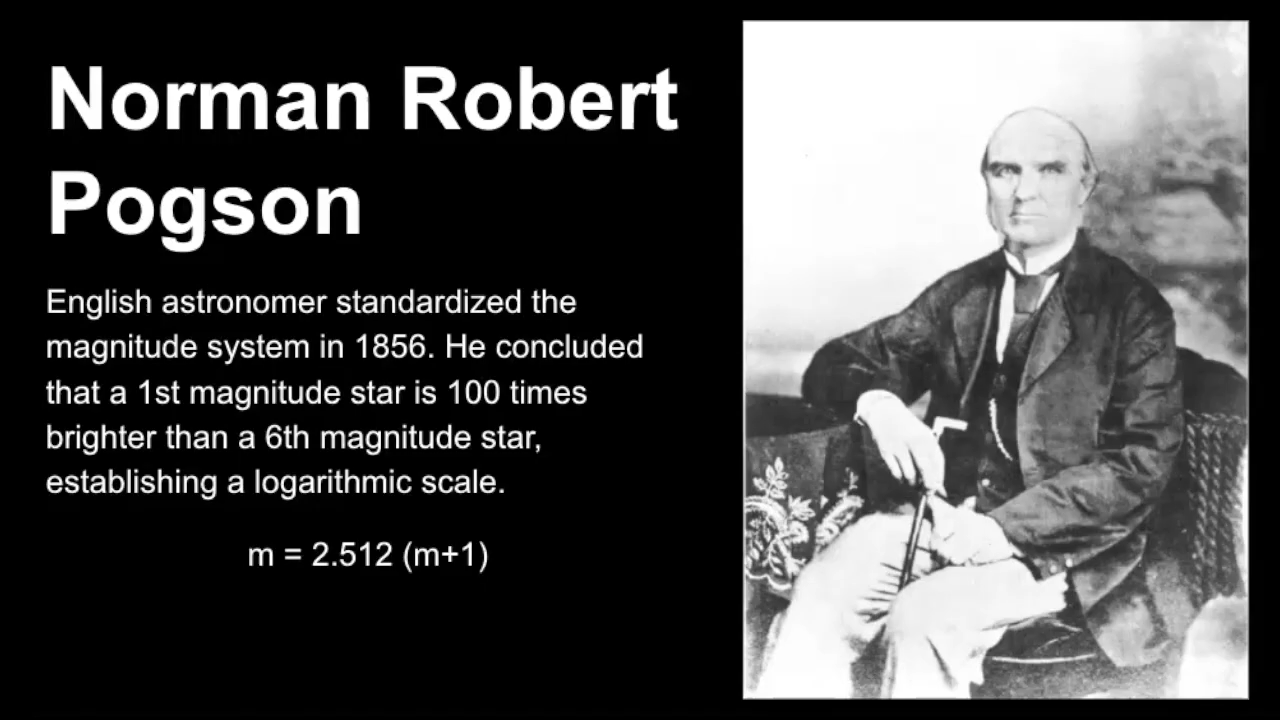 Norman Robert
Pogson
English astronomer standardized the
magnitude system in 1856. He concluded
that a 1st magnitude star is 100 times
brighter than a 6th magnitude star,
establishing a logarithmic scale.
m = 2.512 (m+1)